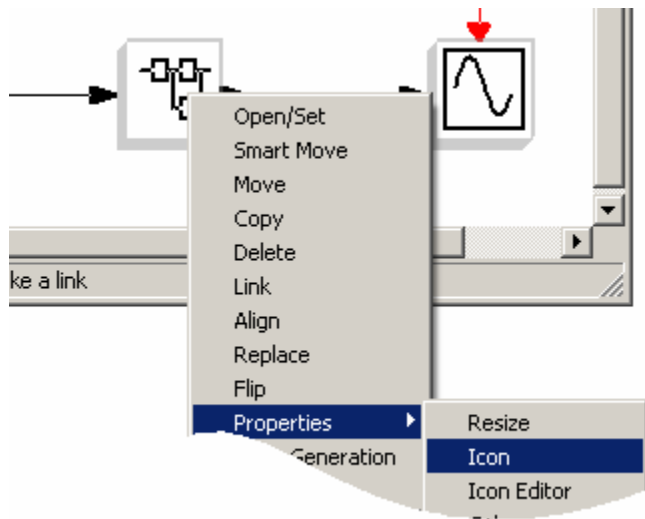 Open/Set
Smart Move
Move
Copy
Delete
ke a link
Link
Align
Replace
Flip
Properties
Resize
Generation
Icon
Icon Editor